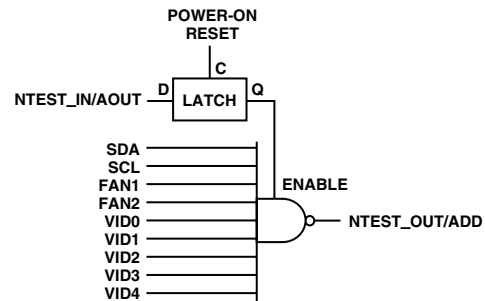 POWER-ON
RESET
C
D
Q
NTEST_IN/AOUT
LATCH
SDA
SCL
FAN1
ENABLE
FAN2
VID0
NTEST_OUT/ADD
VID1
VID2
VID3
VID4